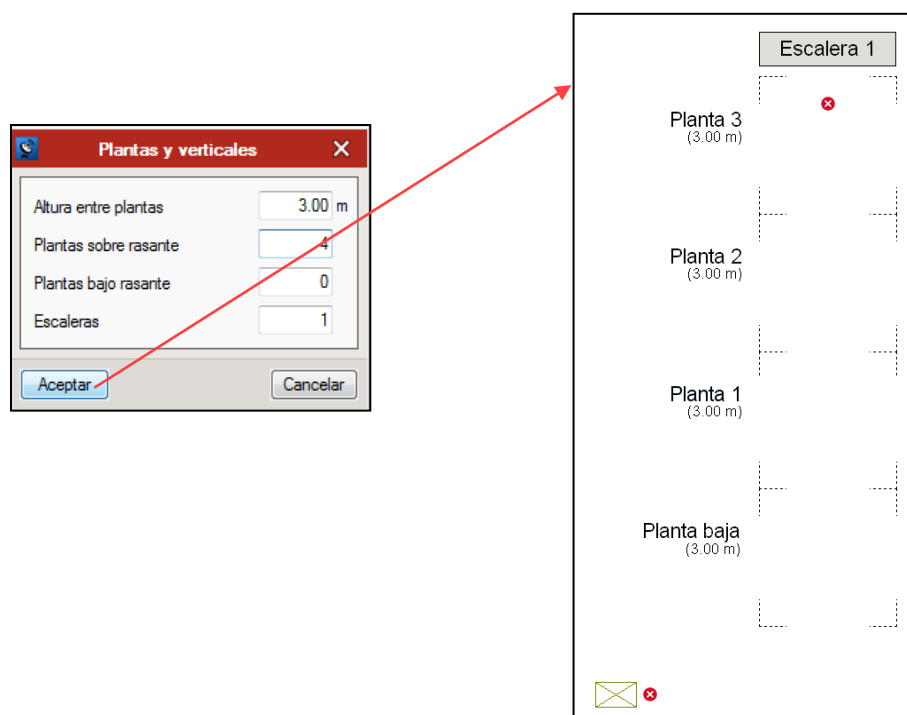 Plantas y verticales
Altura entre plantas 3.00 m
Plantas sobre rasante 4
Plantas bajo rasante 0
Escaleras 1
Aceptar Cancelar
Escalera 1
Planta 3
(3.00 m)
Planta 2
(3.00 m)
Planta 1
(3.00 m)
Planta baja
(3.00 m)